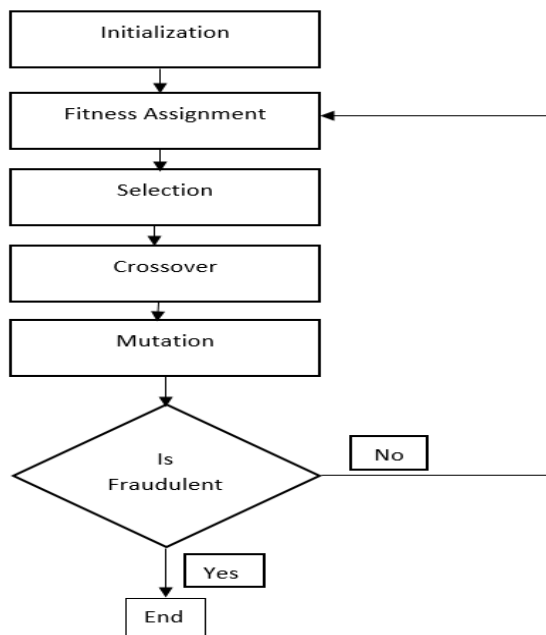 Initialization
Fitness Assignment
Selection
Crossover
Mutation
Is
Fraudulent
No
Yes
End